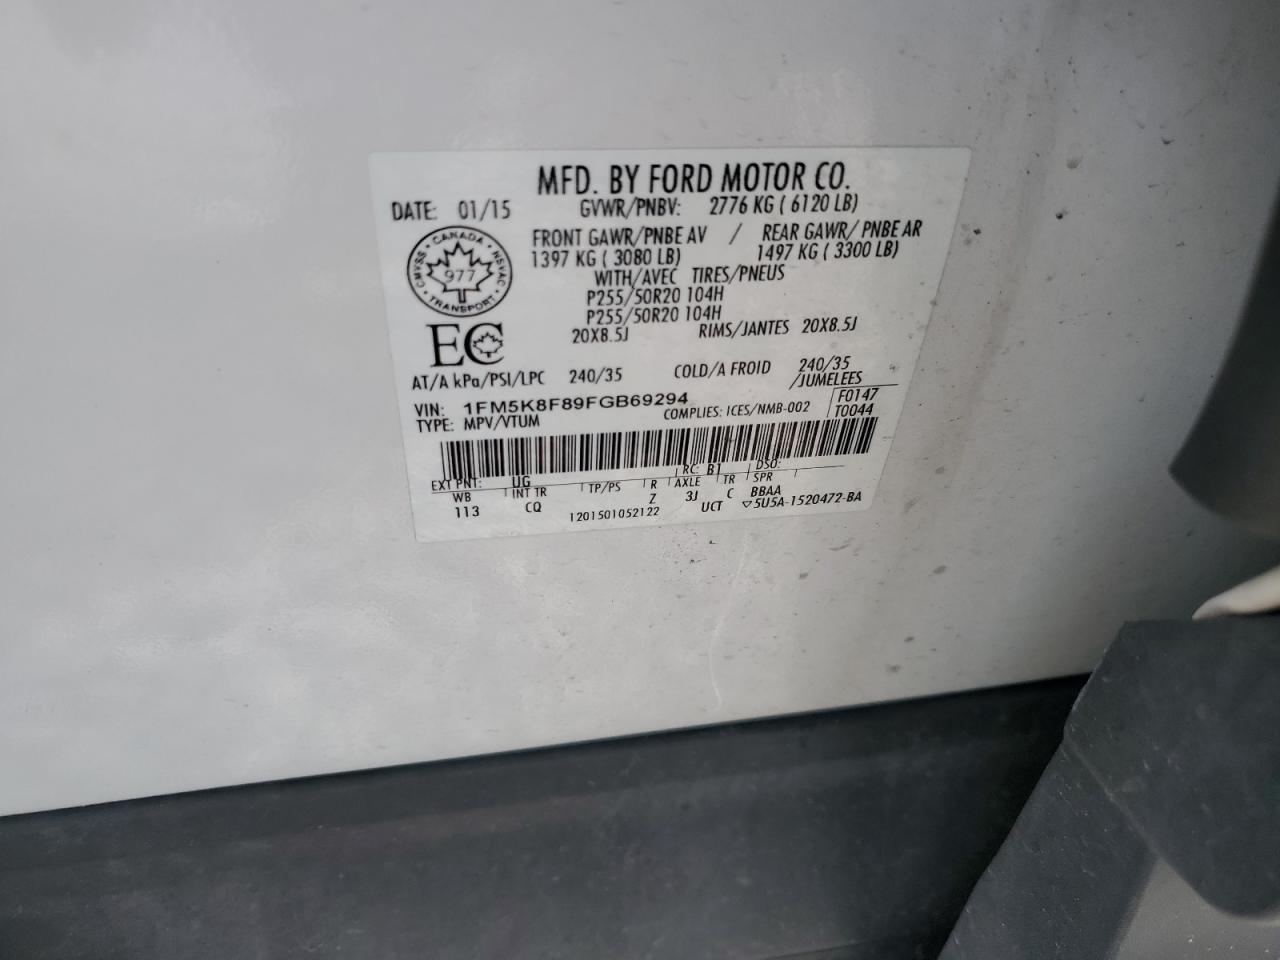 MFD. BY FORD MOTOR CO.
DATE: 01/15 GVWR/PNBV: 2776 KG ( 6120 LB)
CANADA
CMVSS NSVAC
977
TRANSPORT
FRONT GAWR/PNBE AV / REAR GAWR/ PNBE AR
1397 KG ( 3080 LB) 1497 KG ( 3300 LB)
WITH/AVEC TIRES/PNEUS
P255/50R20 104H
P255/50R20 104H
EC 20X8.5J RIMS/JANTES 20X8.5J
AT/A kPa/PSI/LPC 240/35 COLD/A FROID 240/35
/JUMELEES
VIN: 1FM5K8F89FGB69294 F0147
TYPE: MPV/VTUM COMPLIES: ICES/NMB-002 T0044
EXT PNT: UG RC: B1 DSO:
WB INT TR TP/PS R AXLE TR SPR
113 CQ Z 3J C BBAA
1201501052122 UCT 5U5A-1520472-BA